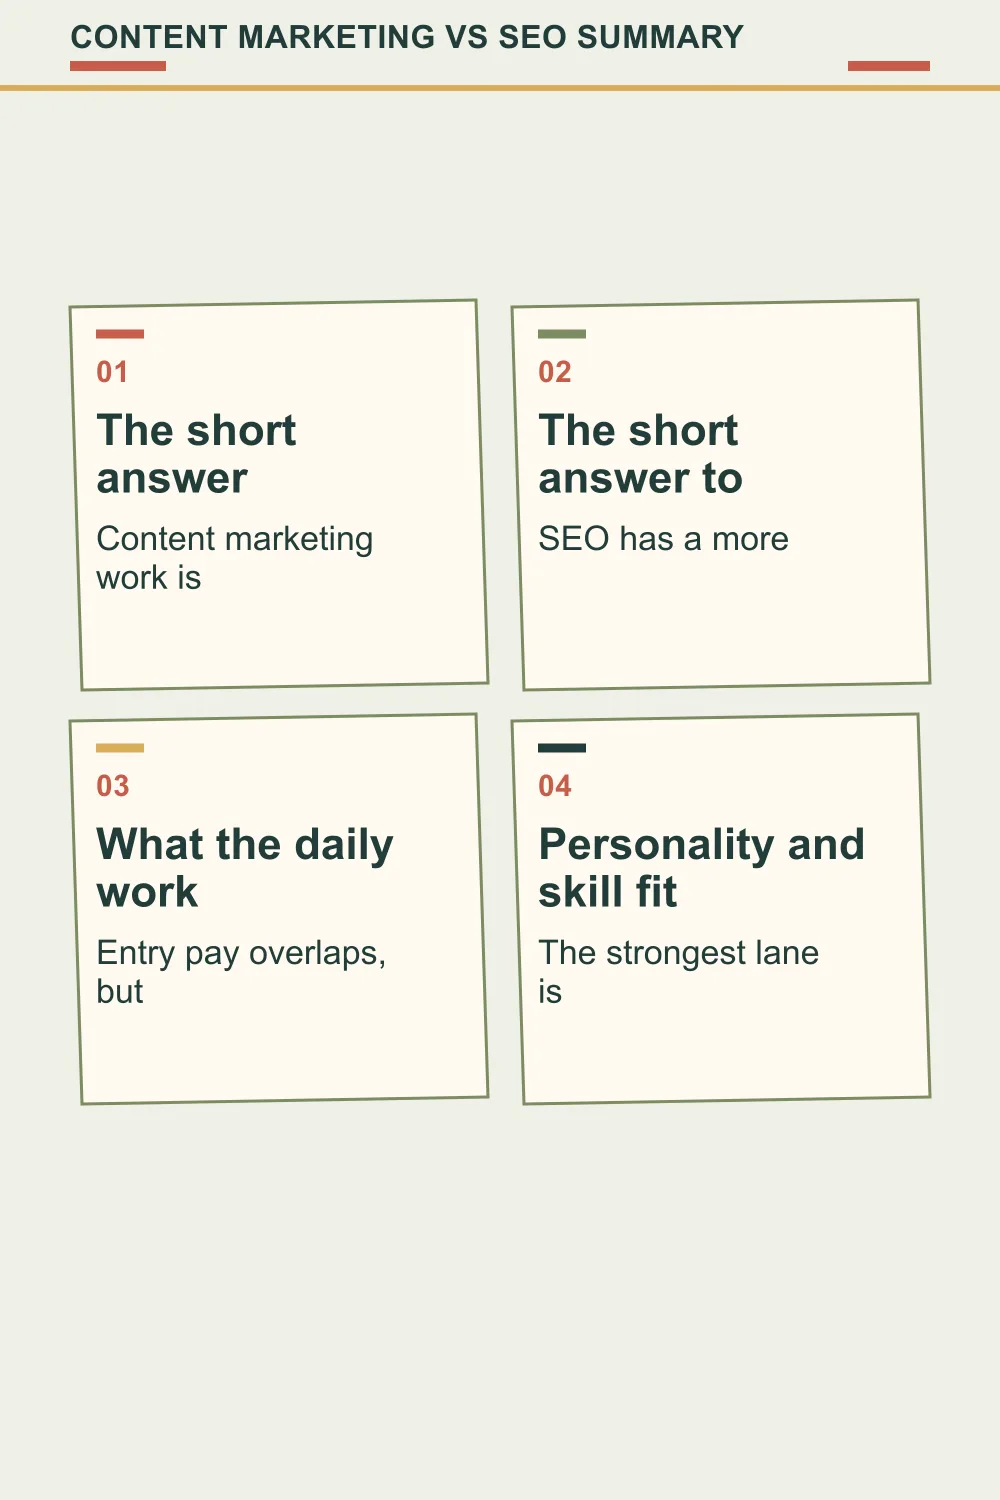 CONTENT MARKETING VS SEO SUMMARY
01
The short
answer
Content marketing
work is
02
The short
answer to
SEO has a more
03
What the daily
work
Entry pay overlaps,
but
04
Personality and
skill fit
The strongest lane
is